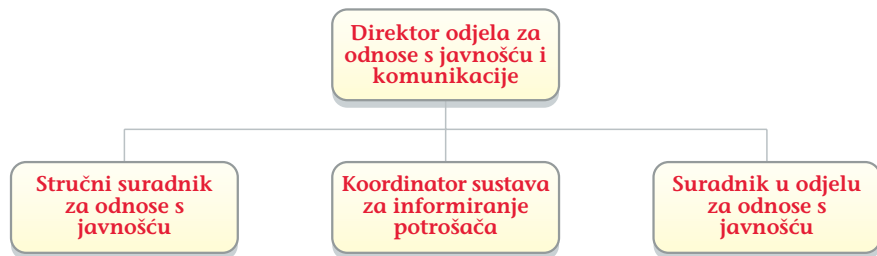 Direktor odjela za
odnose s javnošću i
komunikacije
Stručni suradnik
za odnose s
javnošću
Koordinator sustava
za informiranje
potrošača
Suradnik u odjelu
za odnose s
javnošću